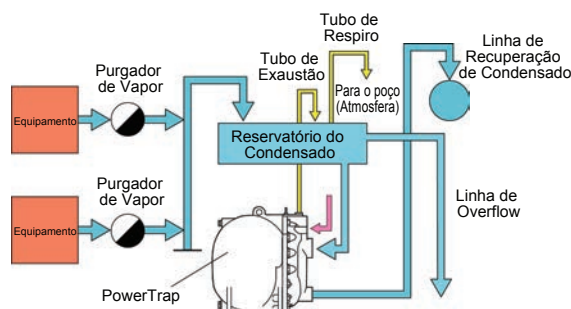 Tubo de
Respiro
Linha de
Recuperação
de Condensado
Tubo de
Exaustão
Purgador
de Vapor
Para o poço
(Atmosfera)
Equipamento
Reservatório do
Condensado
Purgador
de Vapor
Linha de
Overflow
Equipamento
PowerTrap